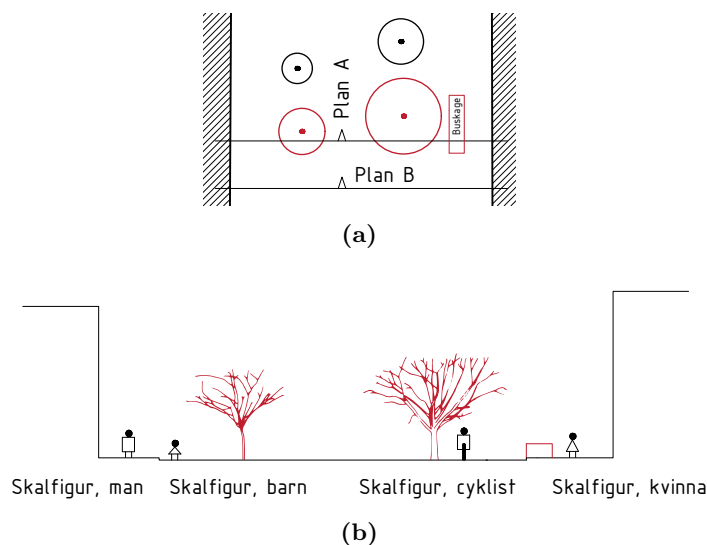 Plan A
Buskage
Plan B
(a)
Skalfigur, man Skalfigur, barn Skalfigur, cyklist Skalfigur, kvinna
(b)